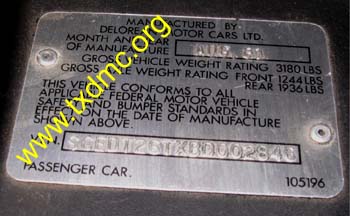 MANUFACTURED BY
DELOREAN MOTOR CARS LTD.
MONTH AND YEAR
OF MANUFACTURE AUG. 81
GROSS VEHICLE WEIGHT RATING 3180 LBS
GROSS AXLE WEIGHT RATING FRONT 1244 LBS
REAR 1936 LBS
THIS VEHICLE CONFORMS TO ALL
APPLICABLE FEDERAL MOTOR VEHICLE
SAFETY AND BUMPER STANDARDS IN
EFFECT ON THE DATE OF MANUFACTURE
SHOWN ABOVE.
V.I.N.
PASSENGER CAR. 105196
www.txdmc.org